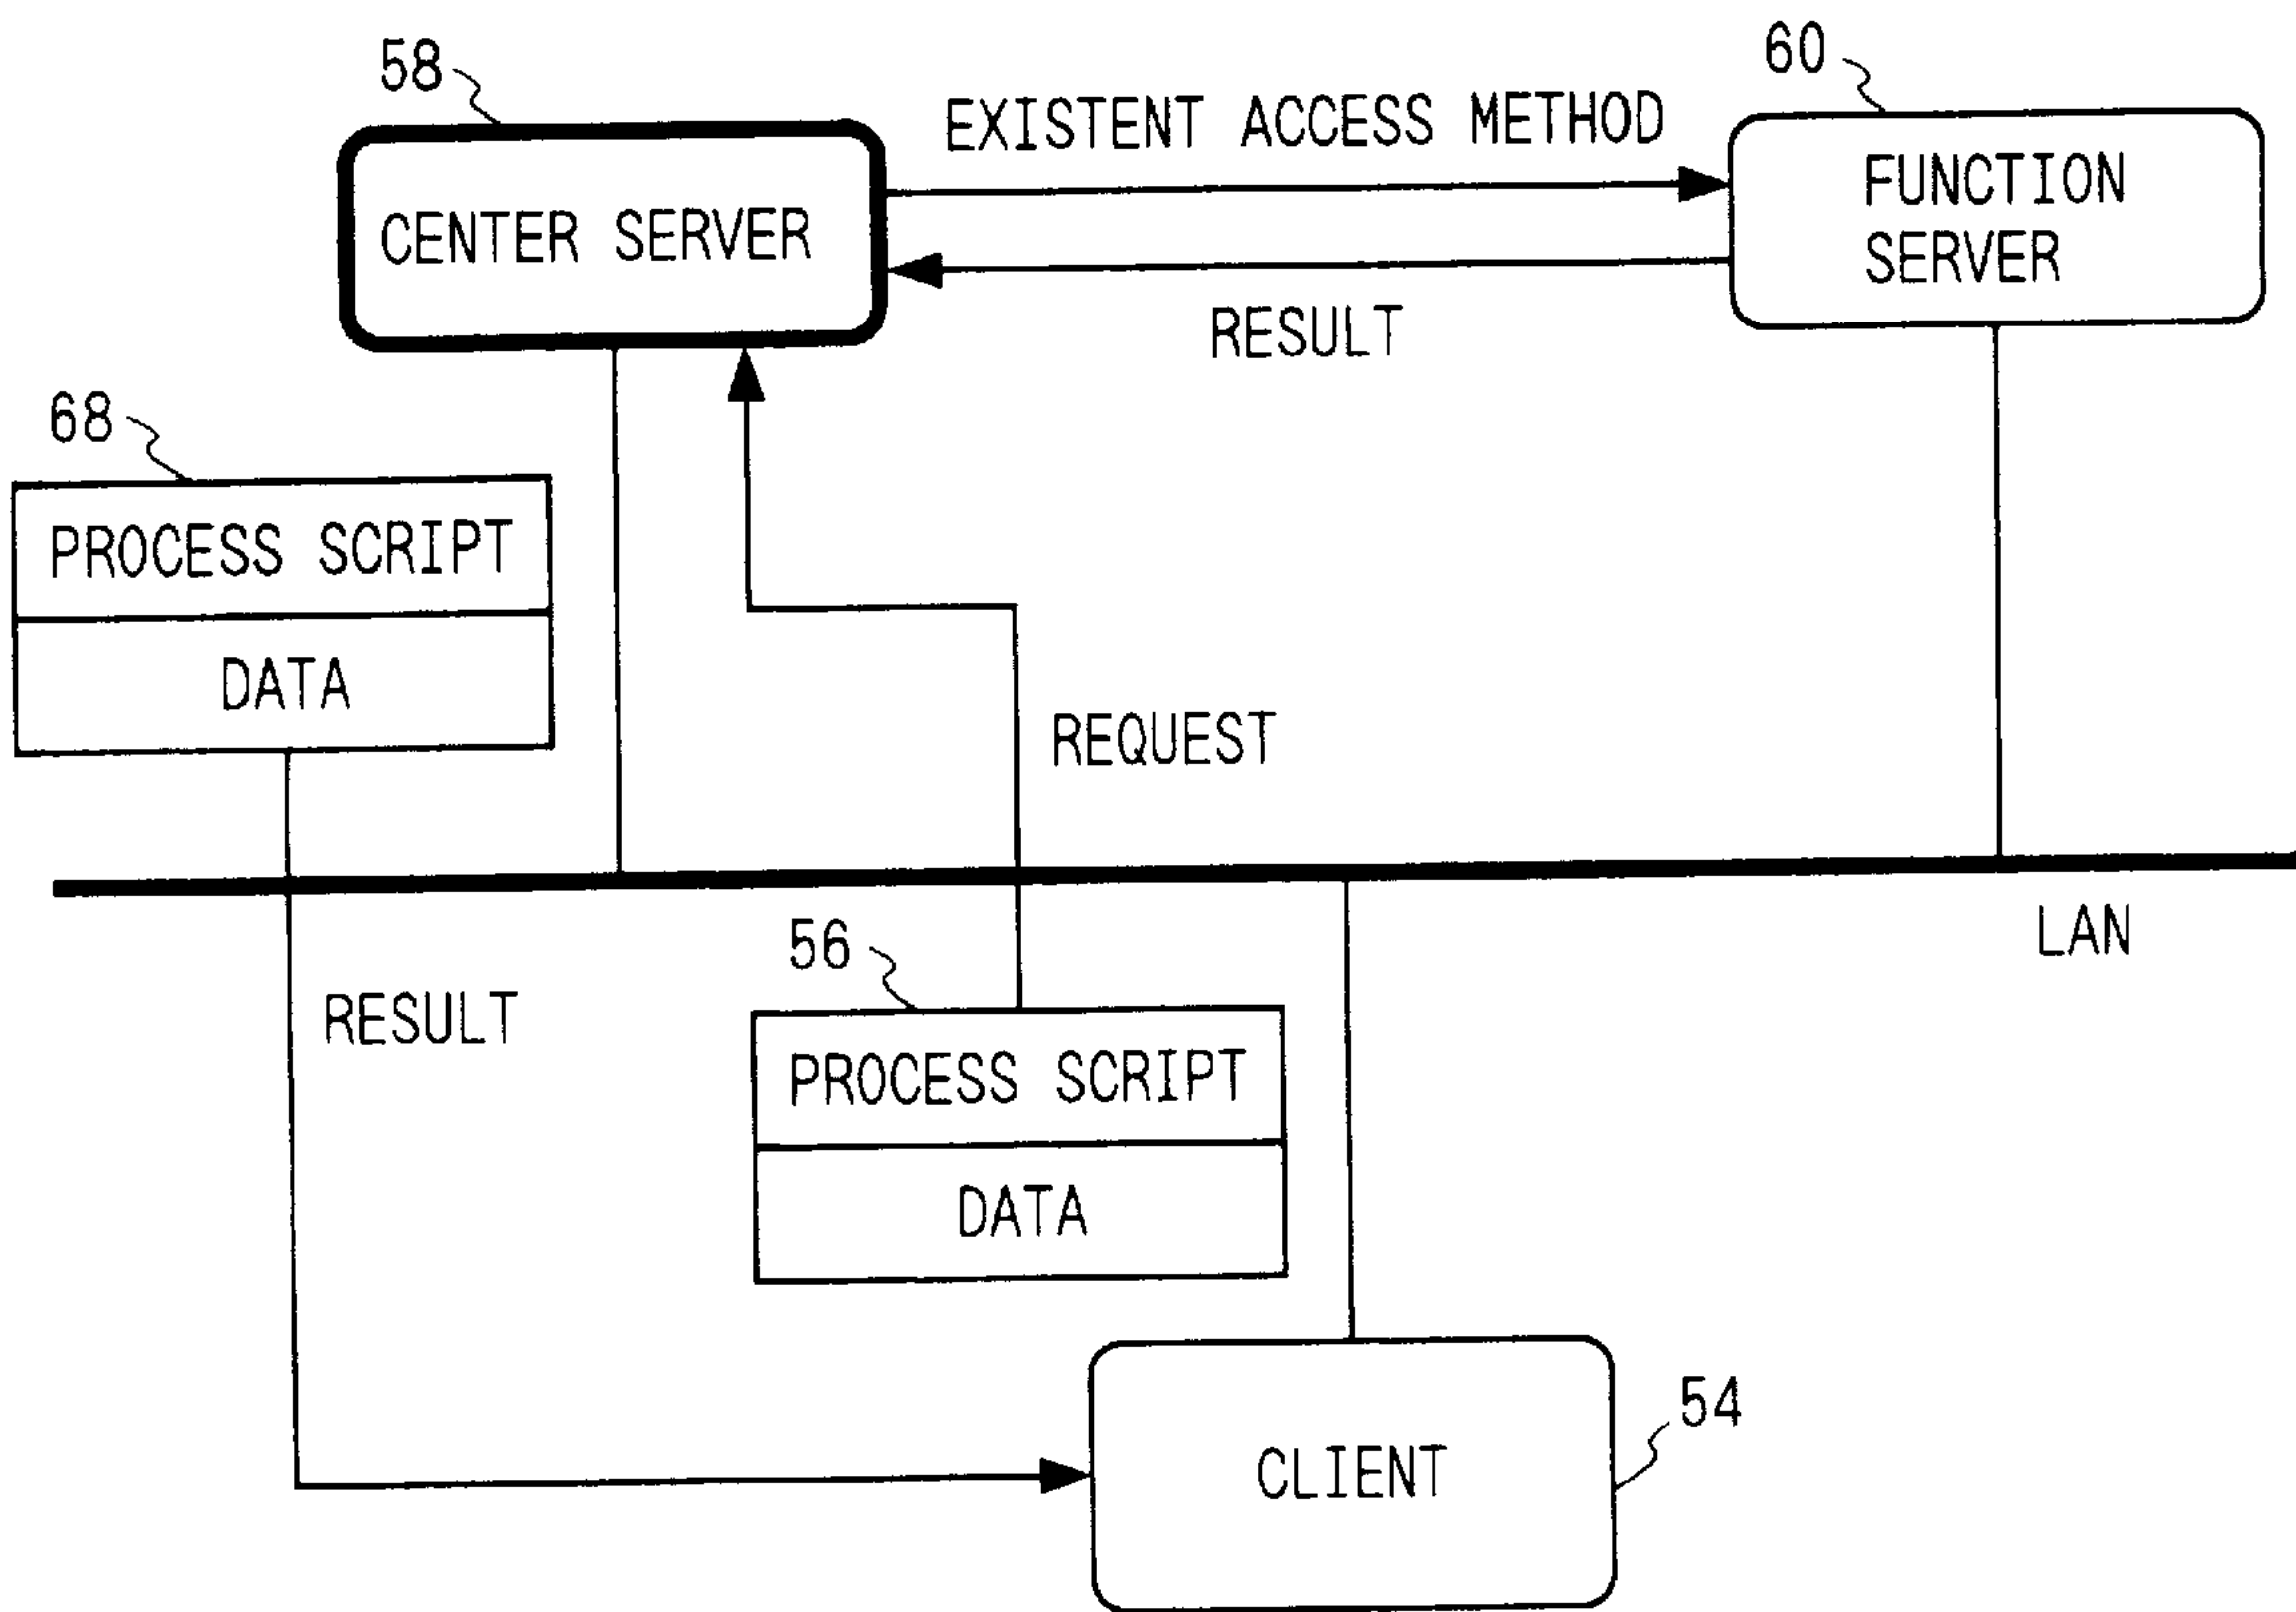 58
60
EXISTENT ACCESS METHOD
CENTER SERVER
FUNCTION
SERVER
RESULT
68
PROCESS SCRIPT
DATA
REQUEST
LAN
56
RESULT
PROCESS SCRIPT
DATA
54
CLIENT